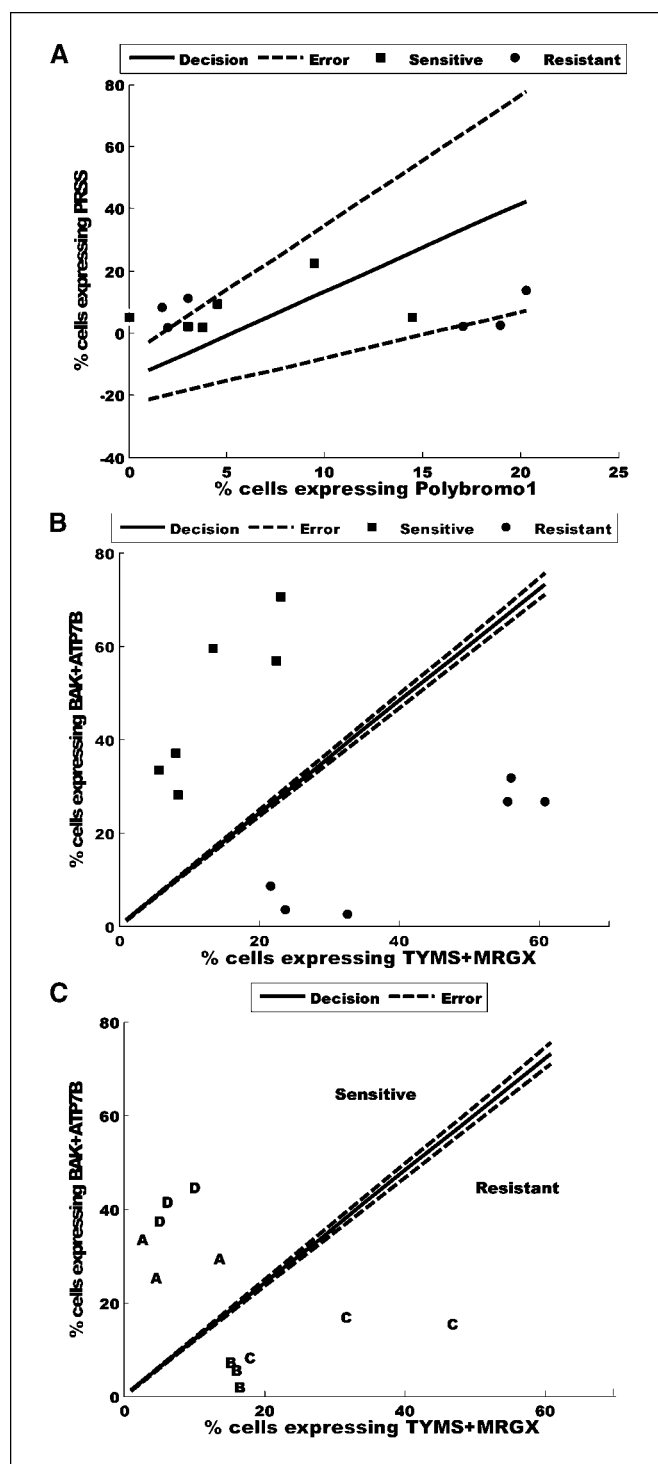 A
Decision Error Sensitive Resistant
80
60
40
20
0
-20
-40
0 5 10 15 20 25
% cells expressing PRSS
% cells expressing Polybromo1
B
Decision Error Sensitive Resistant
80
60
40
20
0
0 20 40 60
% cells expressing BAK+ATP7B
% cells expressing TYMS+MRGX
C
Decision Error
80
60
40
20
0
0 20 40 60
% cells expressing BAK+ATP7B
Sensitive
Resistant
D
D
D
A
A
A
C
C
C
B
B
B
% cells expressing TYMS+MRGX